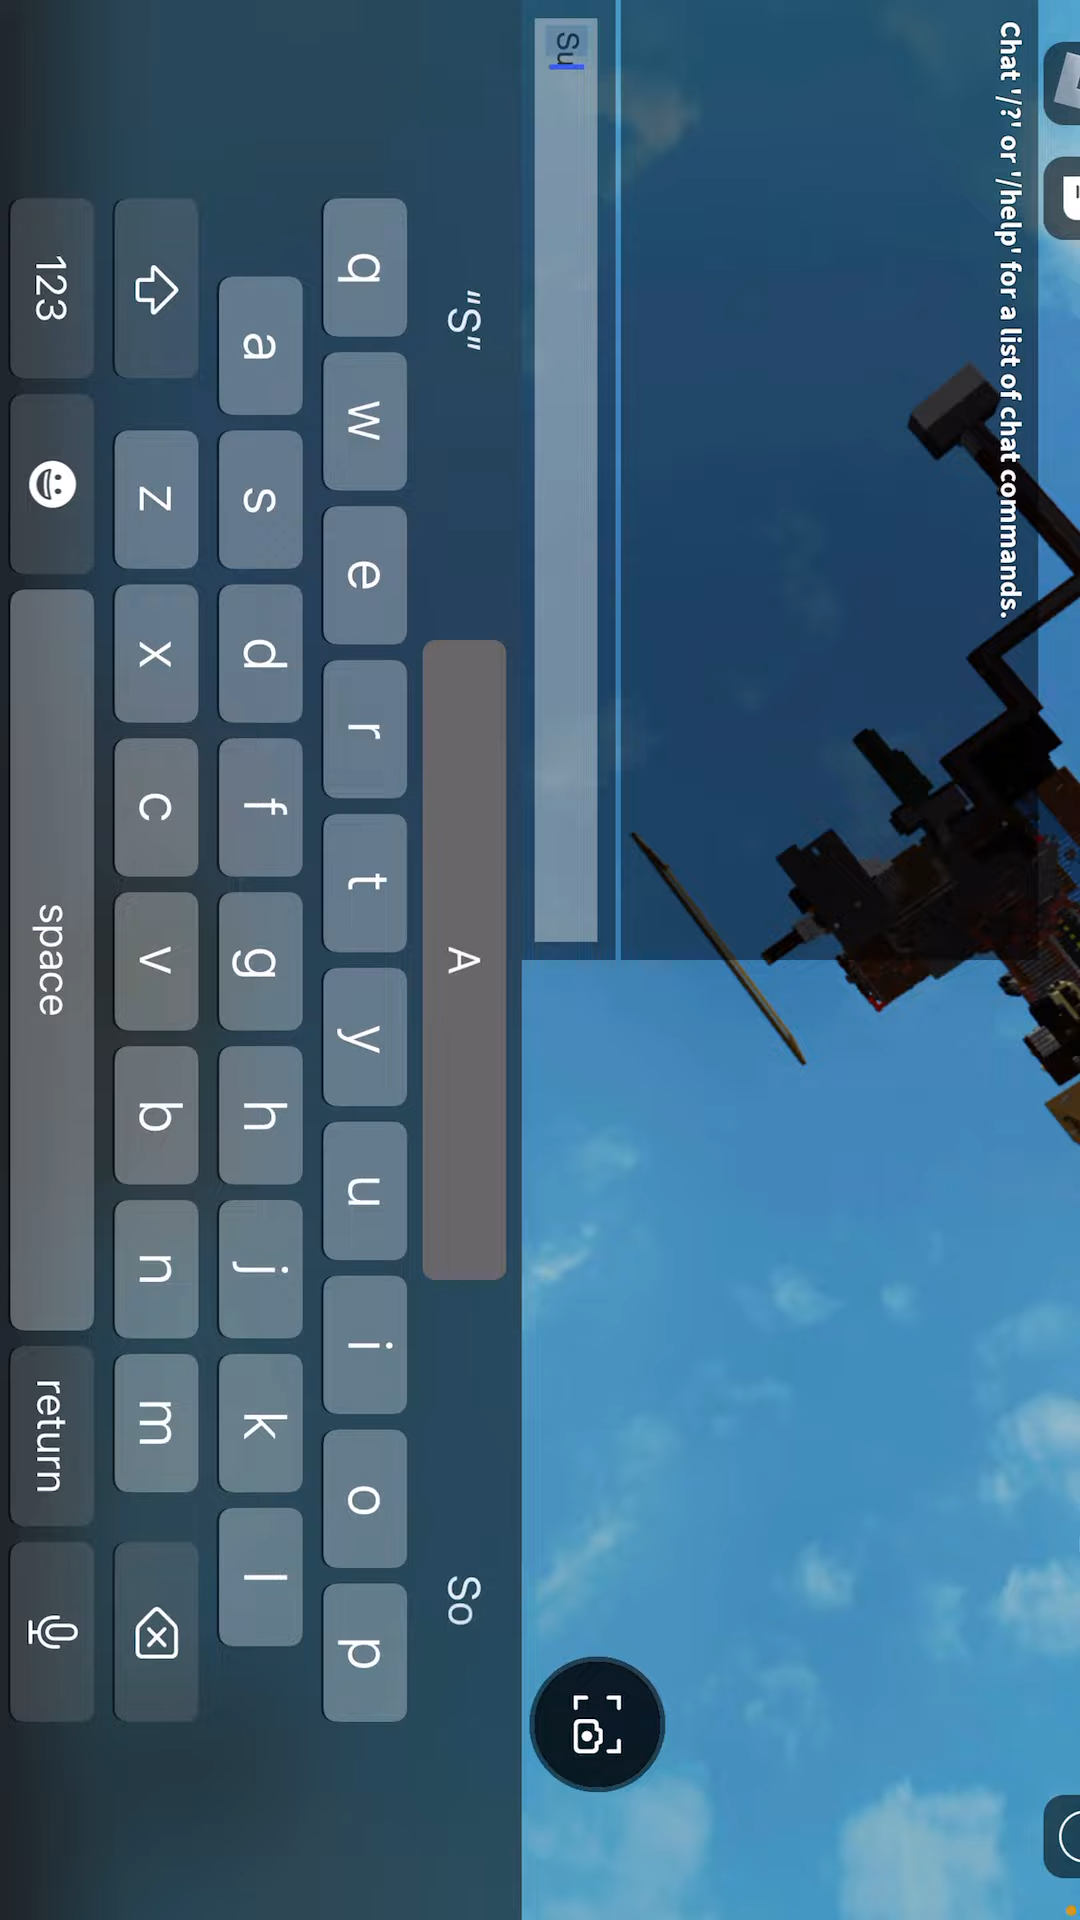 Chat '/?' or '/help' for a list of chat commands.
Su
"S" A So
q w e r t y u i o p
a s d f g h j k l
z x c v b n m
123 space return